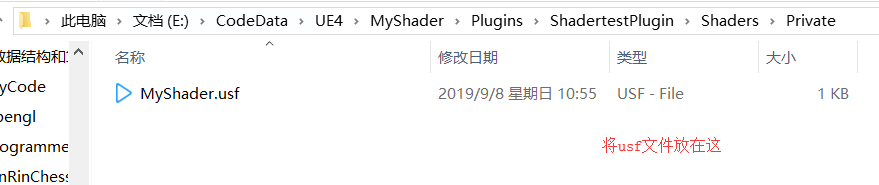 此电脑 › 文档 (E:) › CodeData › UE4 › MyShader › Plugins › ShadertestPlugin › Shaders › Private
名称 修改日期 类型 大小
MyShader.usf 2019/9/8 星期日 10:55 USF - File 1 KB
数据结构和
yCode
pengl
ogramme
nRinChess
将usf文件放在这